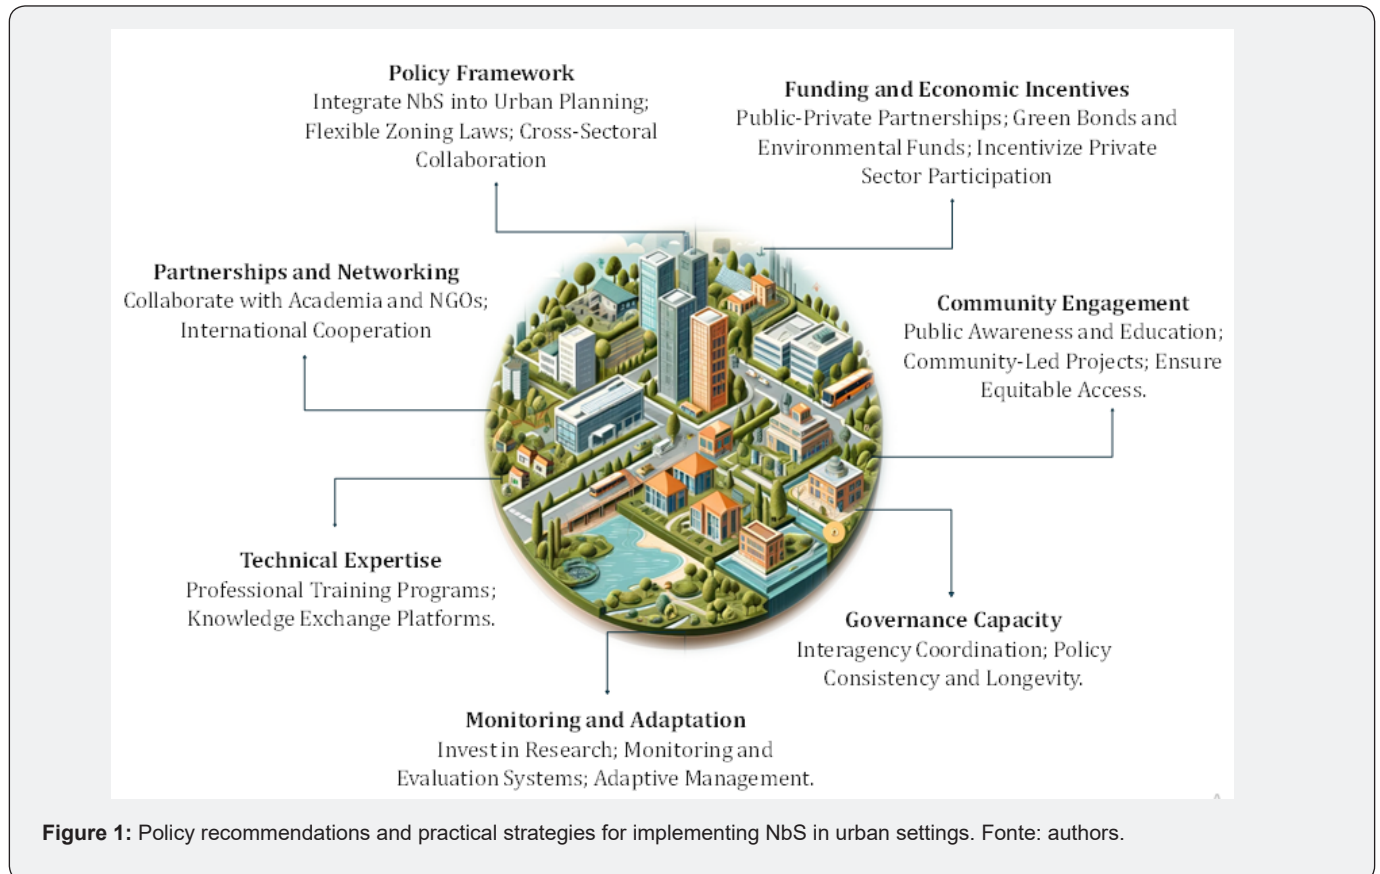 Policy Framework
Integrate NbS into Urban Planning;
Flexible Zoning Laws; Cross-Sectoral
Collaboration
Funding and Economic Incentives
Public-Private Partnerships; Green Bonds and
Environmental Funds; Incentivize Private
Sector Participation
Partnerships and Networking
Collaborate with Academia and NGOs;
International Cooperation
Community Engagement
Public Awareness and Education;
Community-Led Projects; Ensure
Equitable Access.
Technical Expertise
Professional Training Programs;
Knowledge Exchange Platforms.
Governance Capacity
Interagency Coordination; Policy
Consistency and Longevity.
Monitoring and Adaptation
Invest in Research; Monitoring and
Evaluation Systems; Adaptive Management.
Figure 1: Policy recommendations and practical strategies for implementing NbS in urban settings. Fonte: authors.